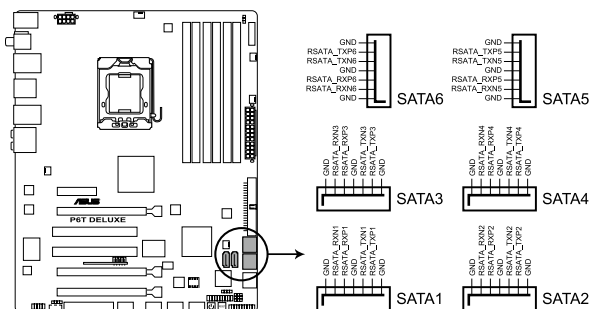 GND
RSATA_TXP6
RSATA_TXN6
GND
RSATA_RXP6
RSATA_RXN6
GND
SATA6
GND
RSATA_TXP5
RSATA_TXN5
GND
RSATA_RXP5
RSATA_RXN5
GND
SATA5
GND
RSATA_RXN3
RSATA_RXP3
GND
RSATA_TXN3
RSATA_TXP3
GND
SATA3
GND
RSATA_RXN4
RSATA_RXP4
GND
RSATA_TXN4
RSATA_TXP4
GND
SATA4
ASUS
P6T DELUXE
GND
RSATA_RXN1
RSATA_RXP1
GND
RSATA_TXN1
RSATA_TXP1
GND
SATA1
GND
RSATA_RXN2
RSATA_RXP2
GND
RSATA_TXN2
RSATA_TXP2
GND
SATA2